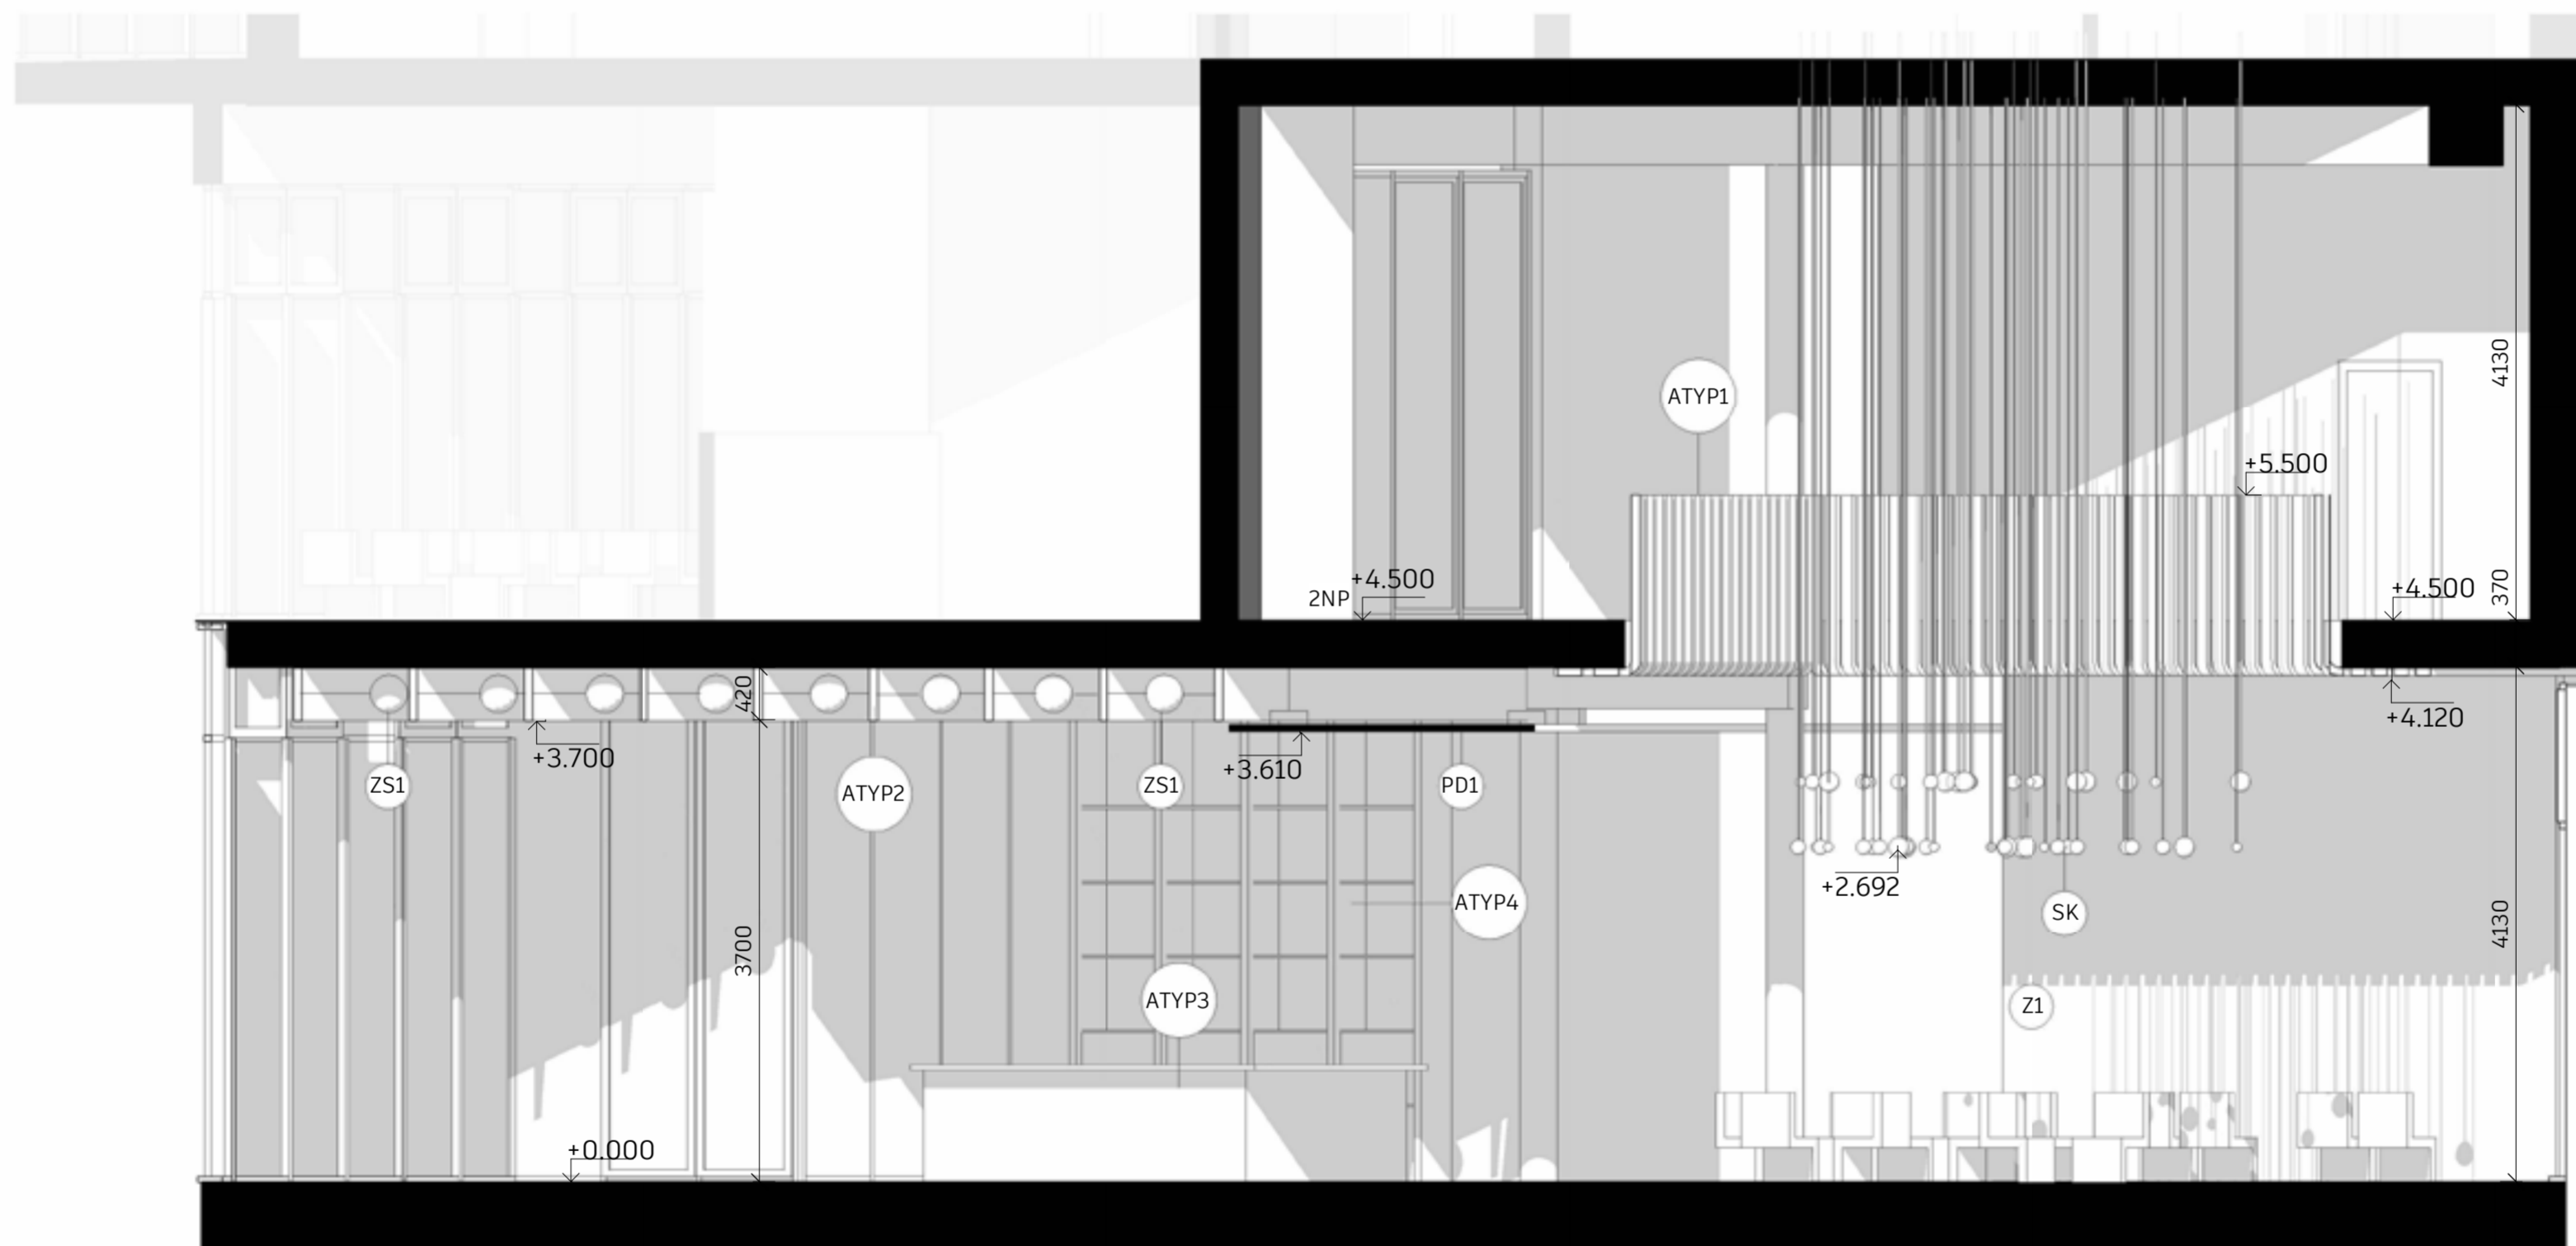 4130
ATYP1
+5.500
+4.500
2NP
+4.500
370
420
+4.120
+3.700
+3.610
ZS1
ATYP2
ZS1
PD1
+2.692
ATYP4
SK
4130
3700
ATYP3
Z1
+0.000